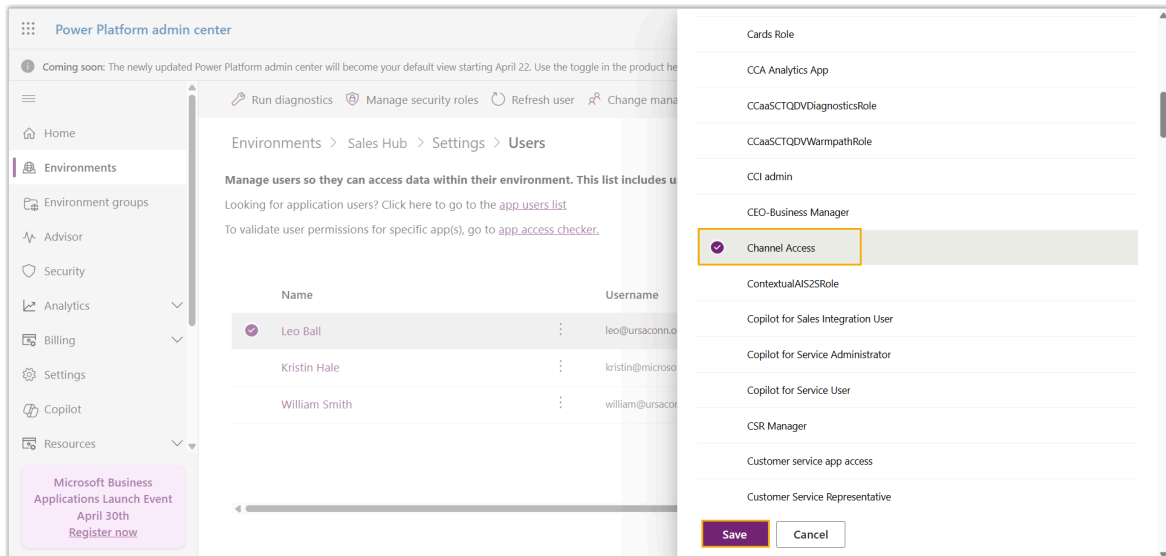 Power Platform admin center
Coming soon: The newly updated Power Platform admin center will become your default view starting April 22. Use the toggle in the product he
Home
Environments
Environment groups
Advisor
Security
Analytics
Billing
Settings
Copilot
Resources
Microsoft Business
Applications Launch Event
April 30th
Register now
Run diagnostics Manage security roles Refresh user Change mana
Environments > Sales Hub > Settings > Users
Manage users so they can access data within their environment. This list includes u
Looking for application users? Click here to go to the app users list
To validate user permissions for specific app(s), go to app access checker.
Name Username
Leo Ball leo@ursaconn.o
Kristin Hale kristin@microso
William Smith william@ursacor
Cards Role
CCA Analytics App
CCaaSCTQDVDiagnosticsRole
CCaaSCTQDVWarmpathRole
CCI admin
CEO-Business Manager
Channel Access
ContextualAIS2SRole
Copilot for Sales Integration User
Copilot for Service Administrator
Copilot for Service User
CSR Manager
Customer service app access
Customer Service Representative
Save Cancel